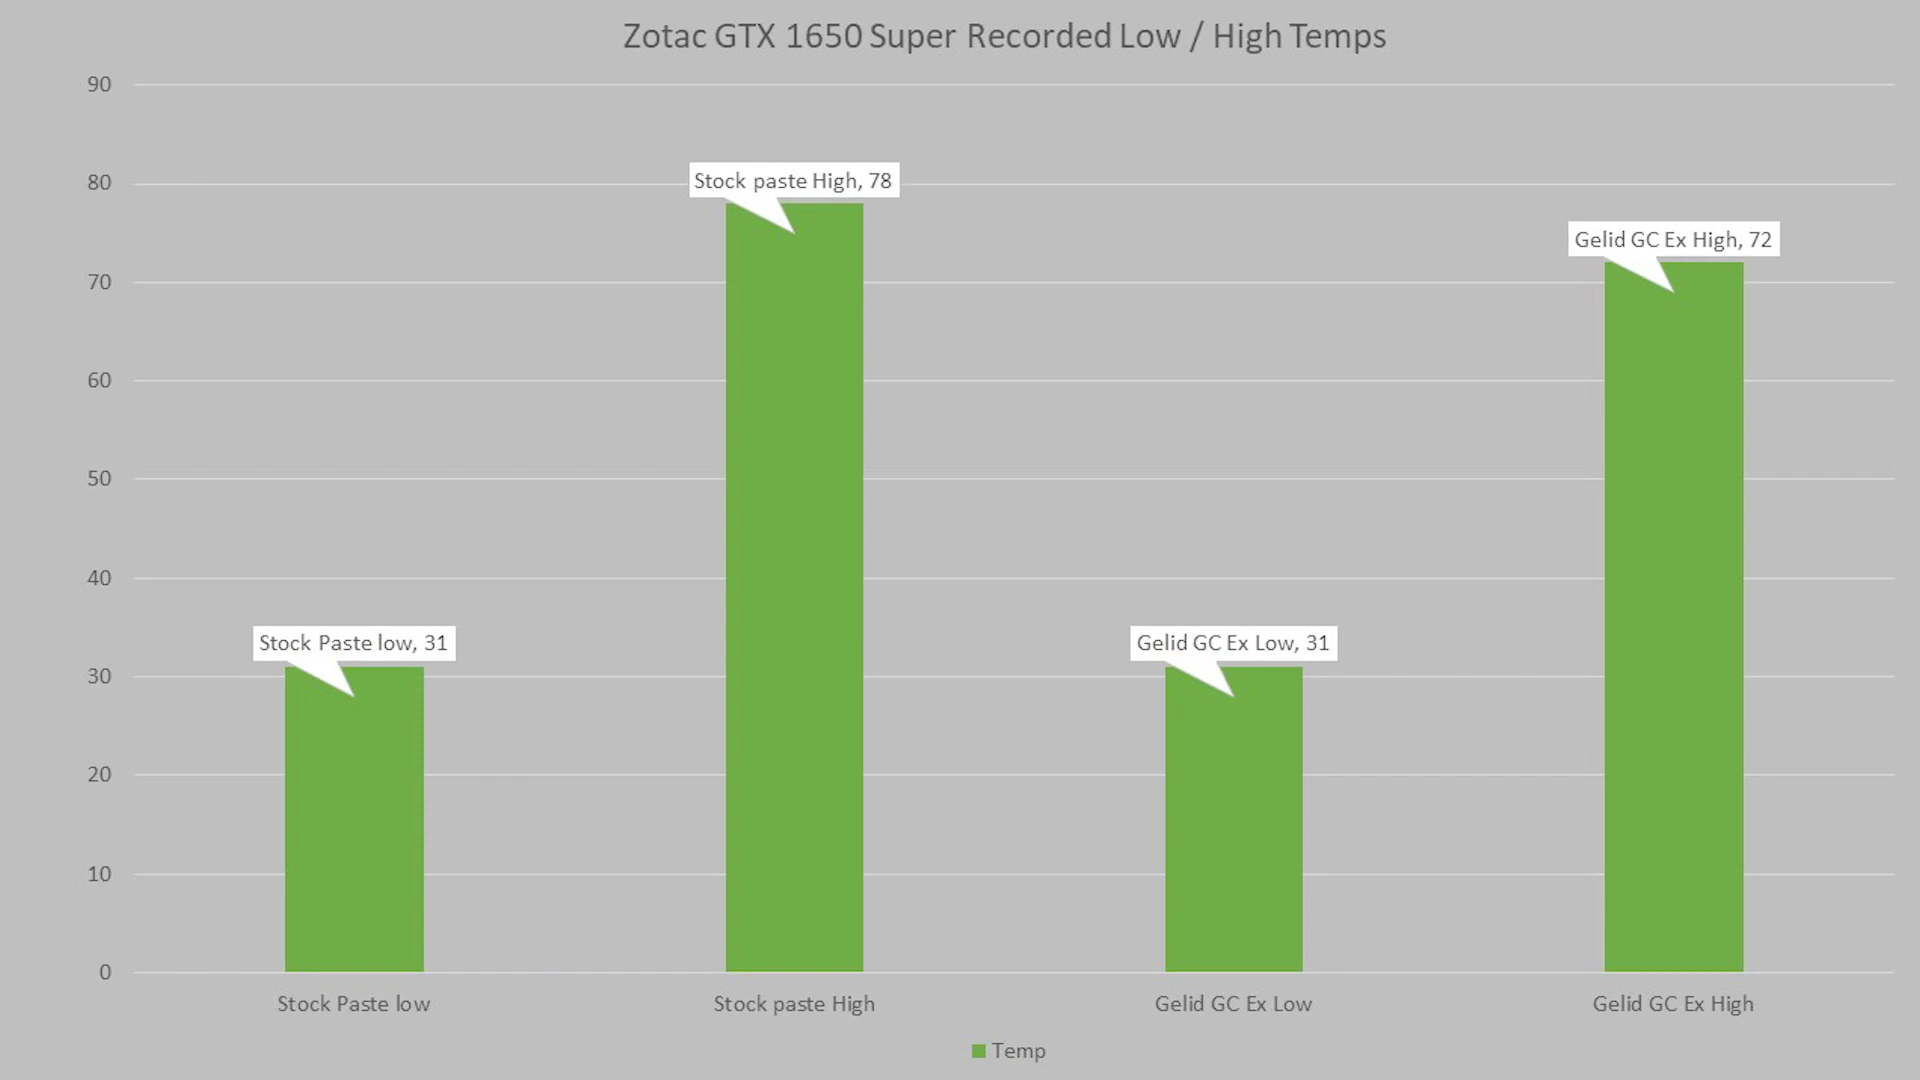 Zotac GTX 1650 Super Recorded Low / High Temps
90
80
70
60
50
40
30
20
10
0
Stock paste High, 78
Gelid GC Ex High, 72
Stock Paste low, 31
Gelid GC Ex Low, 31
Stock Paste low
Stock paste High
Gelid GC Ex Low
Gelid GC Ex High
Temp